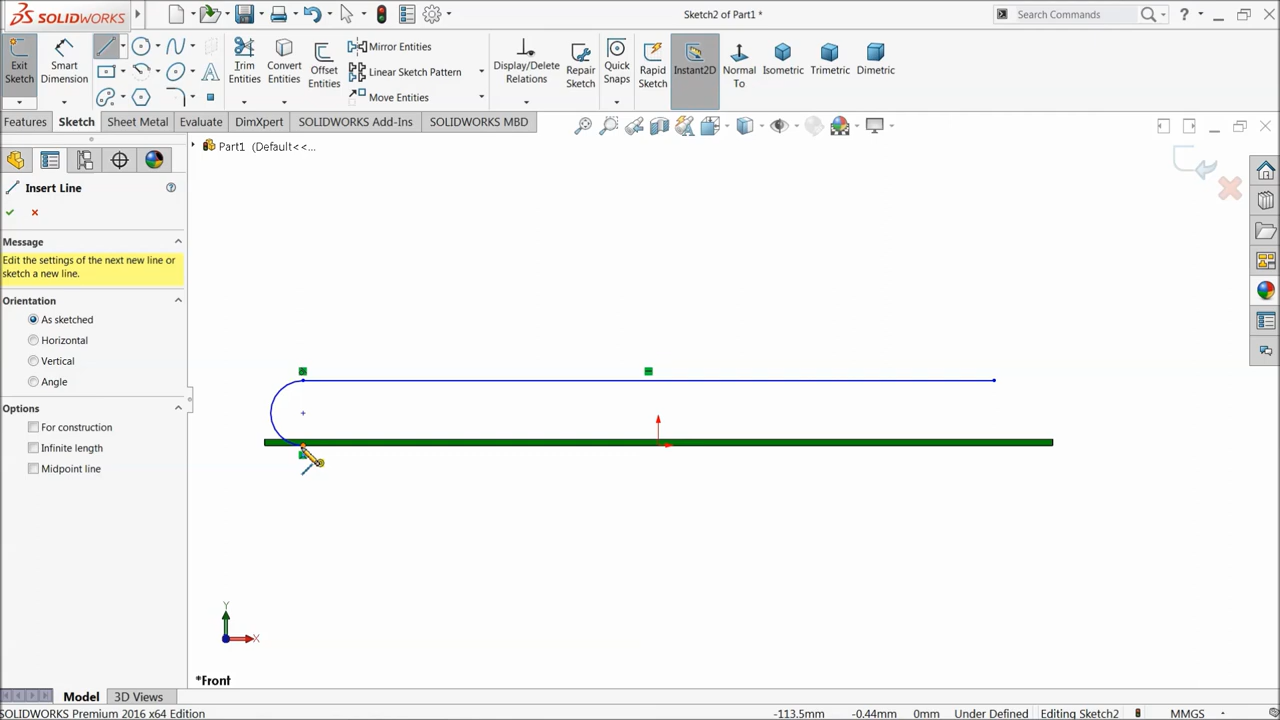 SOLIDWORKS
Sketch2 of Part1 *
Search Commands
?
Exit Sketch
Smart Dimension
Trim Entities
Convert Entities
Offset Entities
Mirror Entities
Linear Sketch Pattern
Move Entities
Display/Delete Relations
Repair Sketch
Quick Snaps
Rapid Sketch
Instant2D
Normal To
Isometric
Trimetric
Dimetric
Features
Sketch
Sheet Metal
Evaluate
DimXpert
SOLIDWORKS Add-Ins
SOLIDWORKS MBD
Part1 (Default<<...
Insert Line
Message
Edit the settings of the next new line or
sketch a new line.
Orientation
As sketched
Horizontal
Vertical
Angle
Options
For construction
Infinite length
Midpoint line
Y
X
*Front
Model
3D Views
SOLIDWORKS Premium 2016 x64 Edition
-113.5mm
-0.44mm
0mm
Under Defined
Editing Sketch2
MMGS